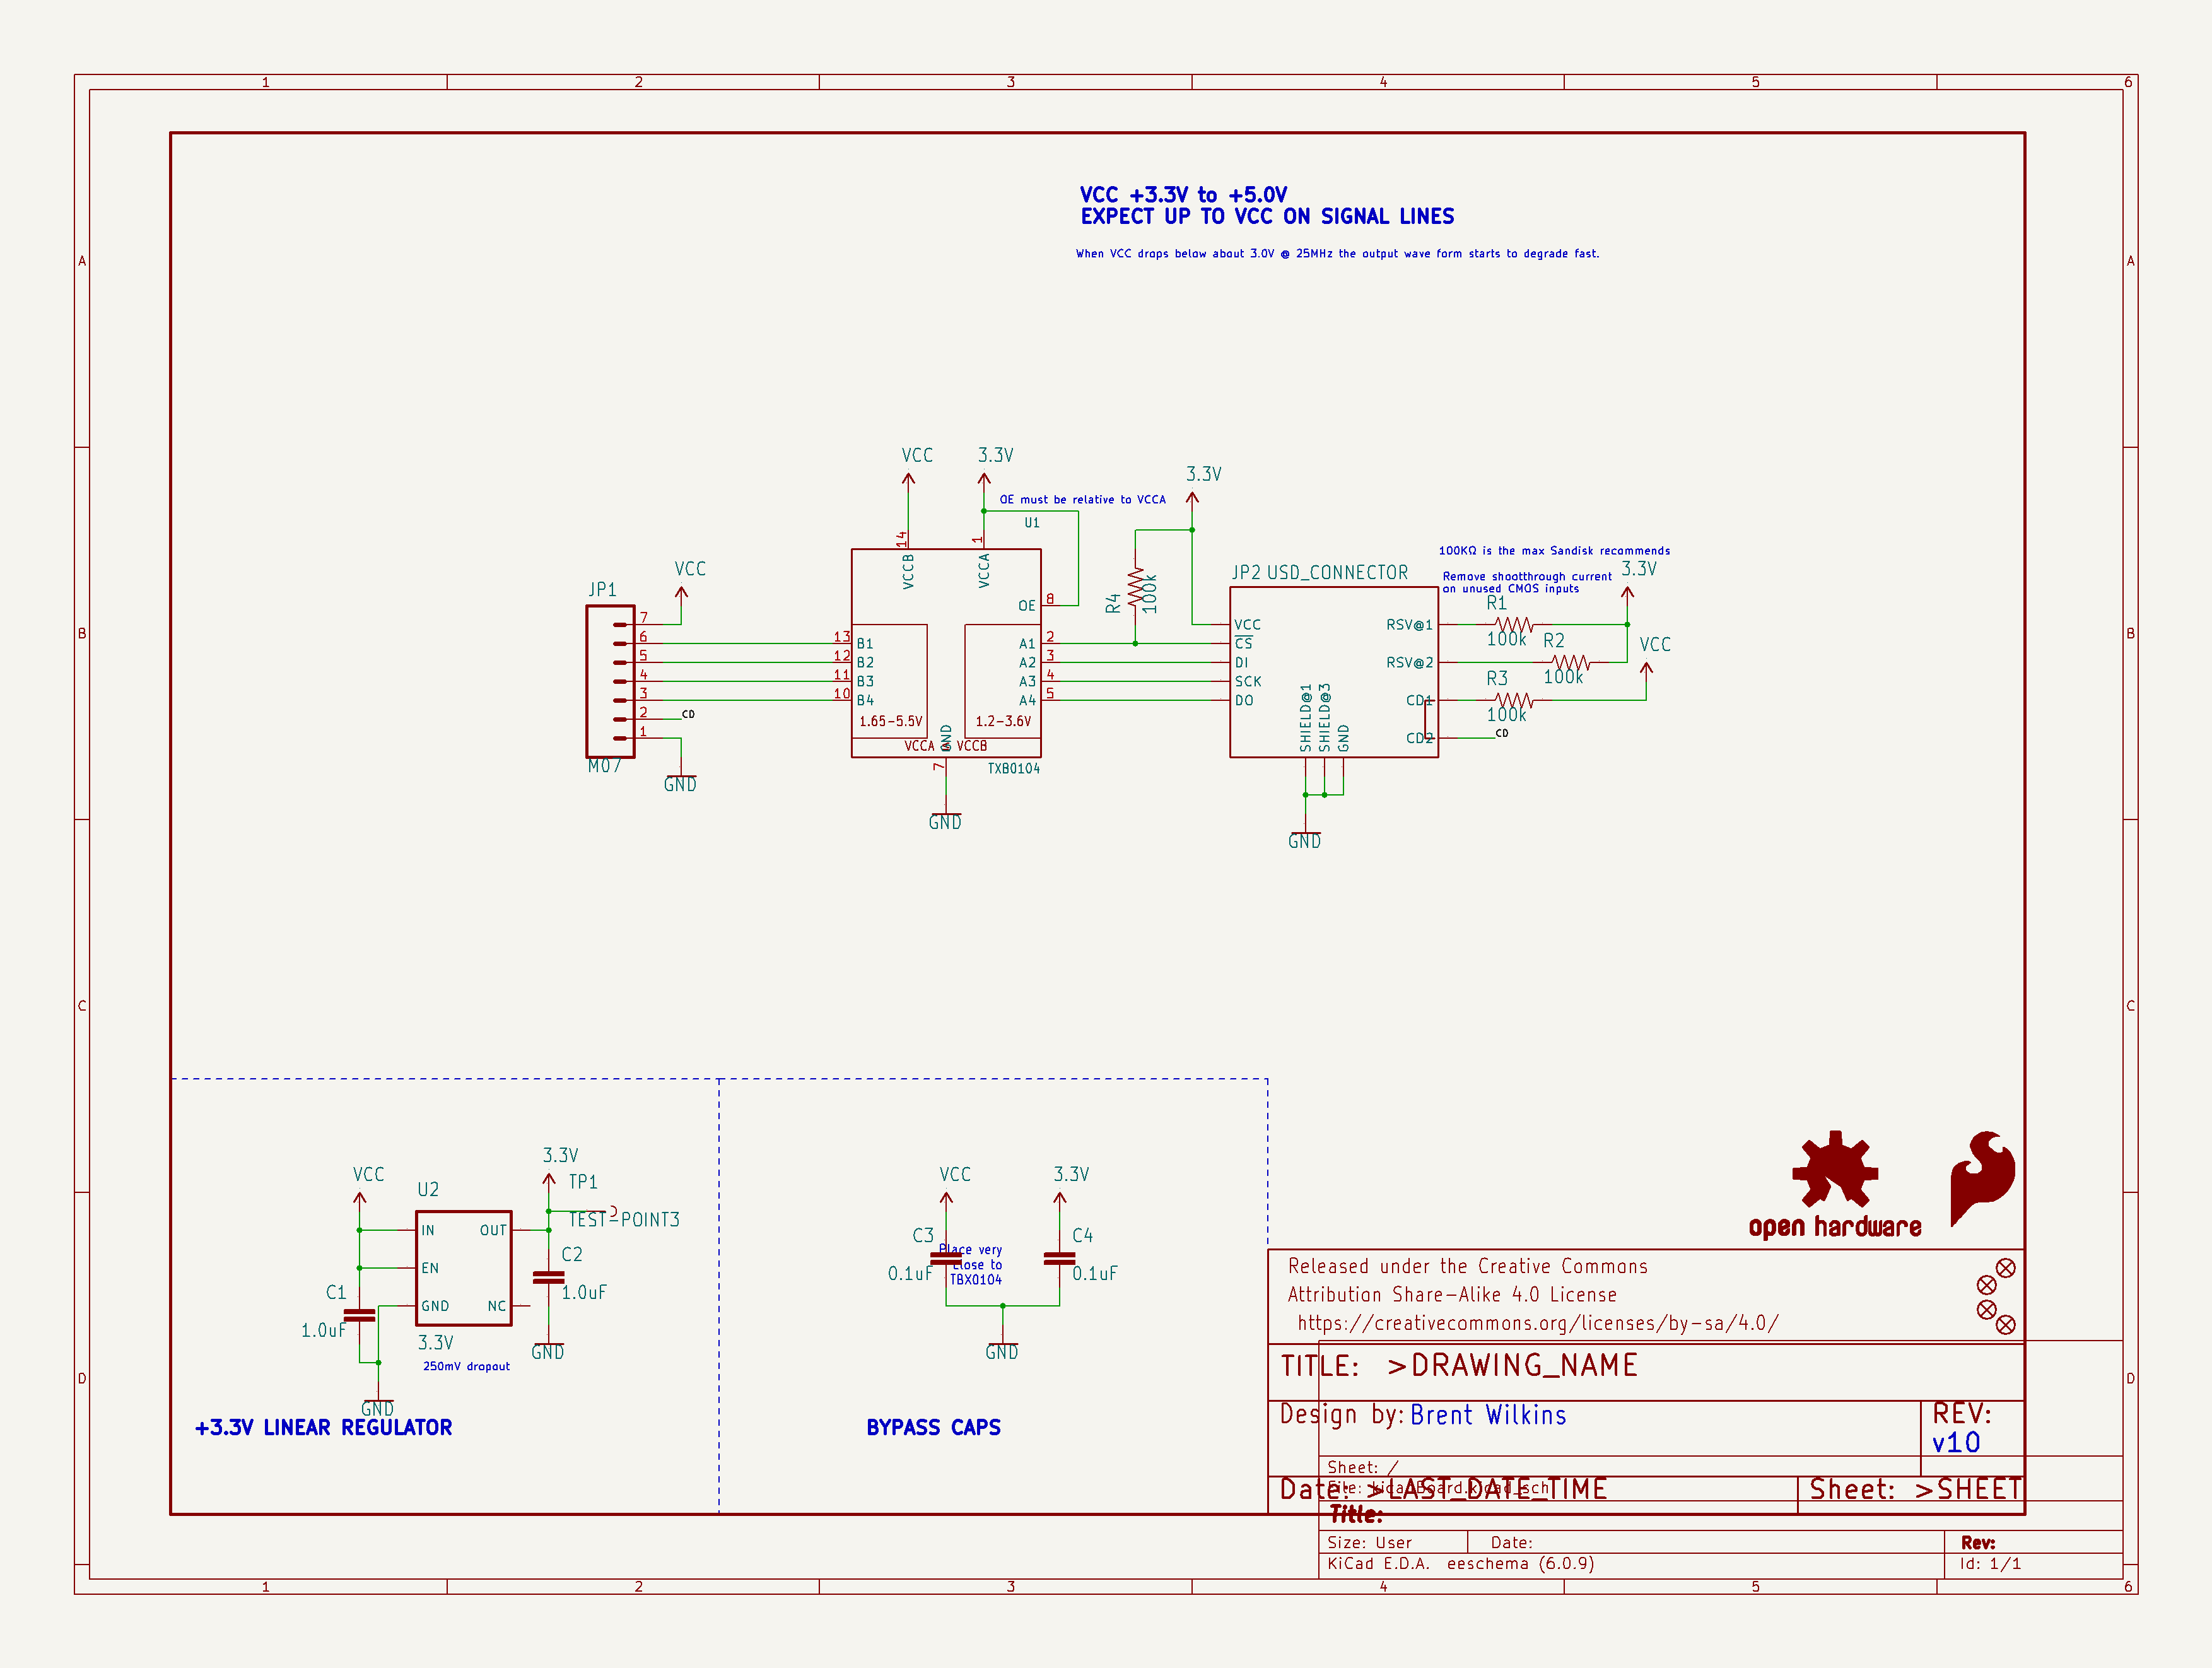 1 2 3 4 5 6
VCC +3.3V to +5.0V
EXPECT UP TO VCC ON SIGNAL LINES
When VCC drops below about 3.0V @ 25MHz the output wave form starts to degrade fast.
A A
B B
C C
D D
VCC
3.3V
3.3V
OE must be relative to VCCA
U1
14
1
VCCB
VCCA
OE 8
JP1
VCC
7
6
5
4
3
2
1
CD
M07
GND
13 B1
12 B2
11 B3
10 B4
A1 2
A2 3
A3 4
A4 5
1.65-5.5V
1.2-3.6V
VCCA @ VCCB
GND
7
TXB0104
GND
R4
100k
JP2 USD_CONNECTOR
VCC
CS
DI
SCK
DO
SHIELD@1
SHIELD@3
GND
RSV@1
RSV@2
CD1
CD2
GND
100KΩ is the max Sandisk recommends
Remove shootthrough current
on unused CMOS inputs
3.3V
R1
100k
R2
100k
VCC
R3
100k
CD
VCC
U2
3.3V
TP1
TEST-POINT3
IN
EN
GND
OUT
NC
C1
1.0uF
C2
1.0uF
3.3V
250mV dropout
GND
GND
+3.3V LINEAR REGULATOR
VCC
3.3V
C3
0.1uF
Place very
close to
TBX0104
C4
0.1uF
GND
BYPASS CAPS
open hardware
Released under the Creative Commons
Attribution Share-Alike 4.0 License
https://creativecommons.org/licenses/by-sa/4.0/
TITLE: >DRAWING_NAME
Design by: Brent Wilkins
REV:
v10
Sheet: /
File: kicadBoard.kicad_sch
Date: >LAST_DATE_TIME
Sheet: >SHEET
Title:
Size: User
Date:
Rev:
KiCad E.D.A. eeschema (6.0.9)
Id: 1/1
1 2 3 4 5 6